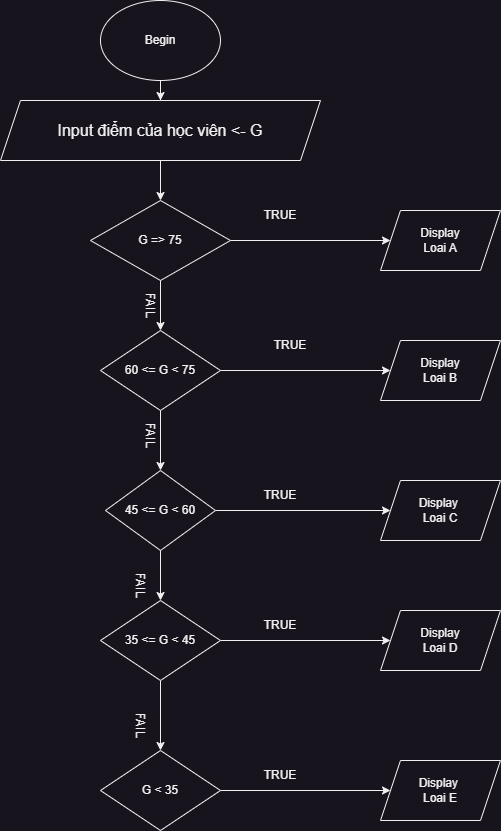 Begin
Input điểm của học viên <- G
G => 75
TRUE
Display
Loai A
FAIL
60 <= G < 75
TRUE
Display
Loai B
FAIL
45 <= G < 60
TRUE
Display
Loai C
FAIL
35 <= G < 45
TRUE
Display
Loai D
FAIL
G < 35
TRUE
Display
Loai E